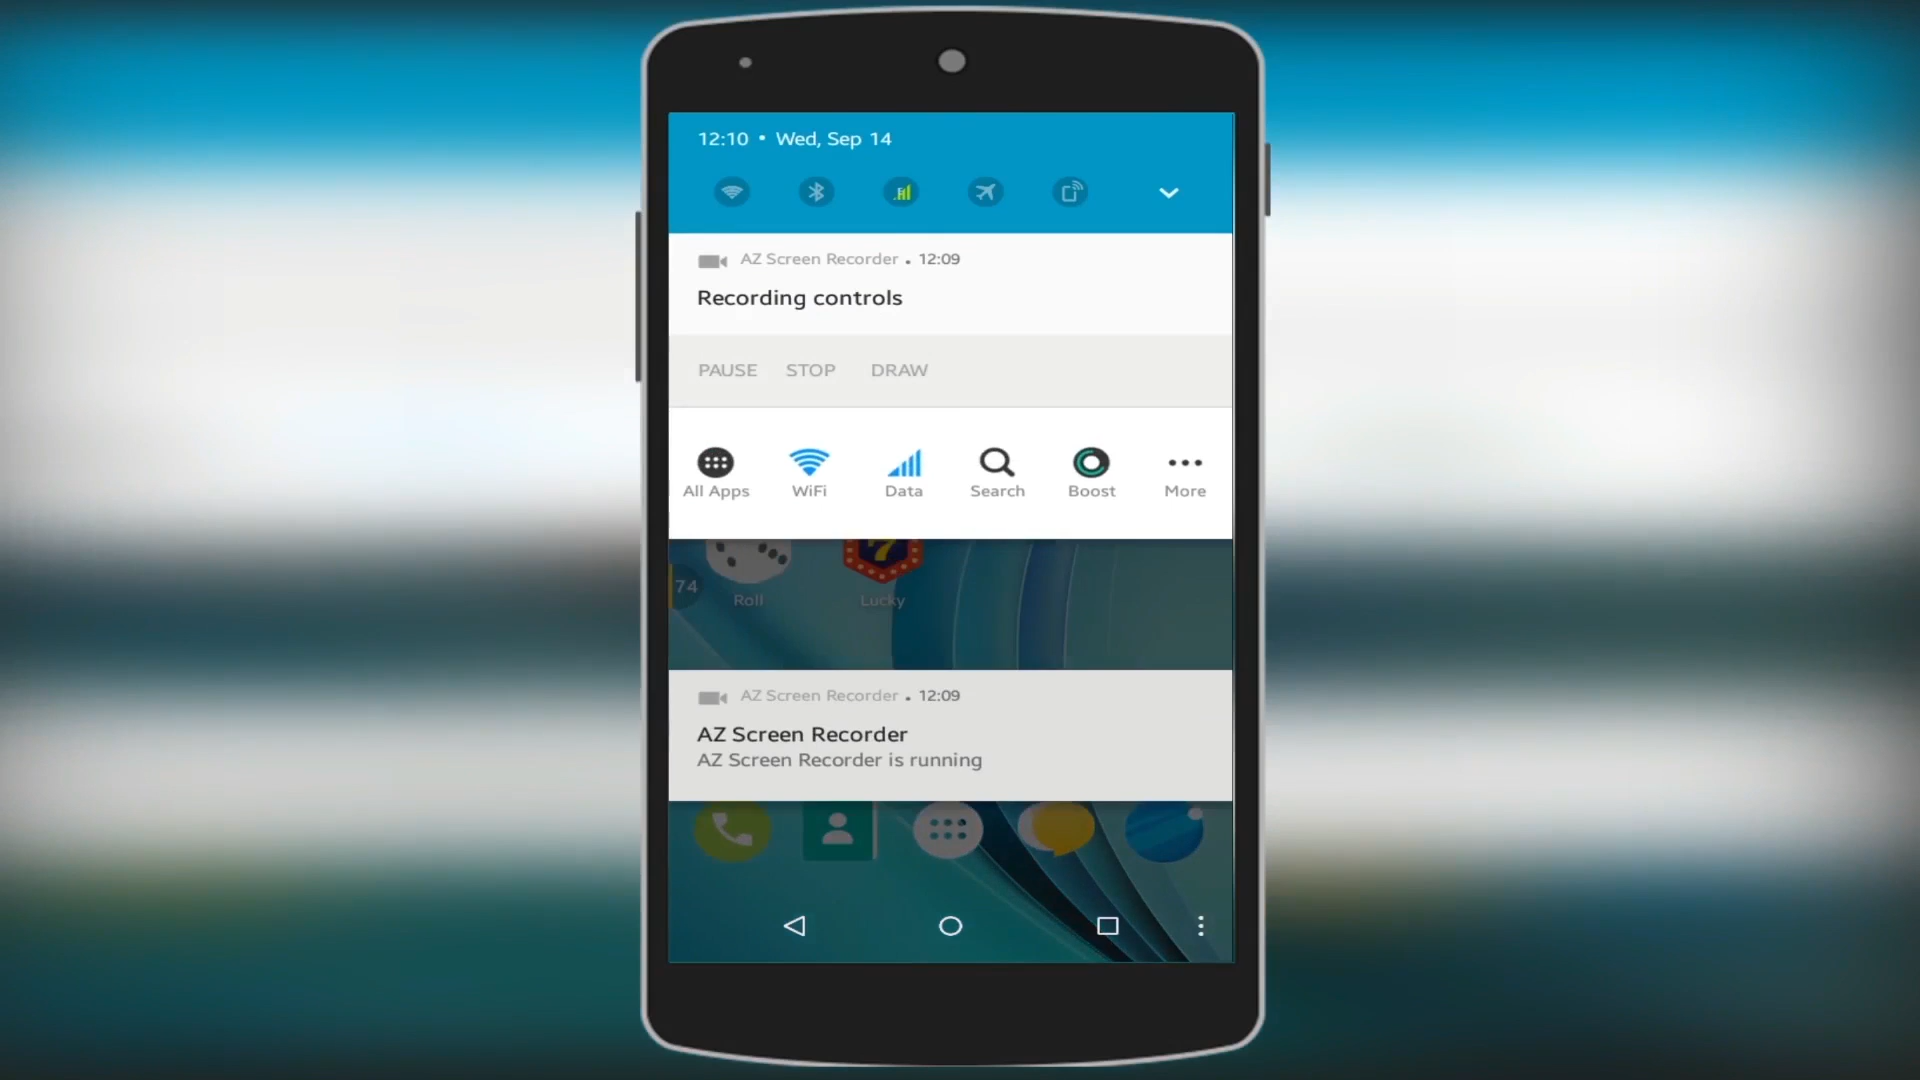 12:10 • Wed, Sep 14
AZ Screen Recorder • 12:09
Recording controls
PAUSE STOP DRAW
All Apps WiFi Data Search Boost More
74 Roll Lucky
AZ Screen Recorder • 12:09
AZ Screen Recorder
AZ Screen Recorder is running